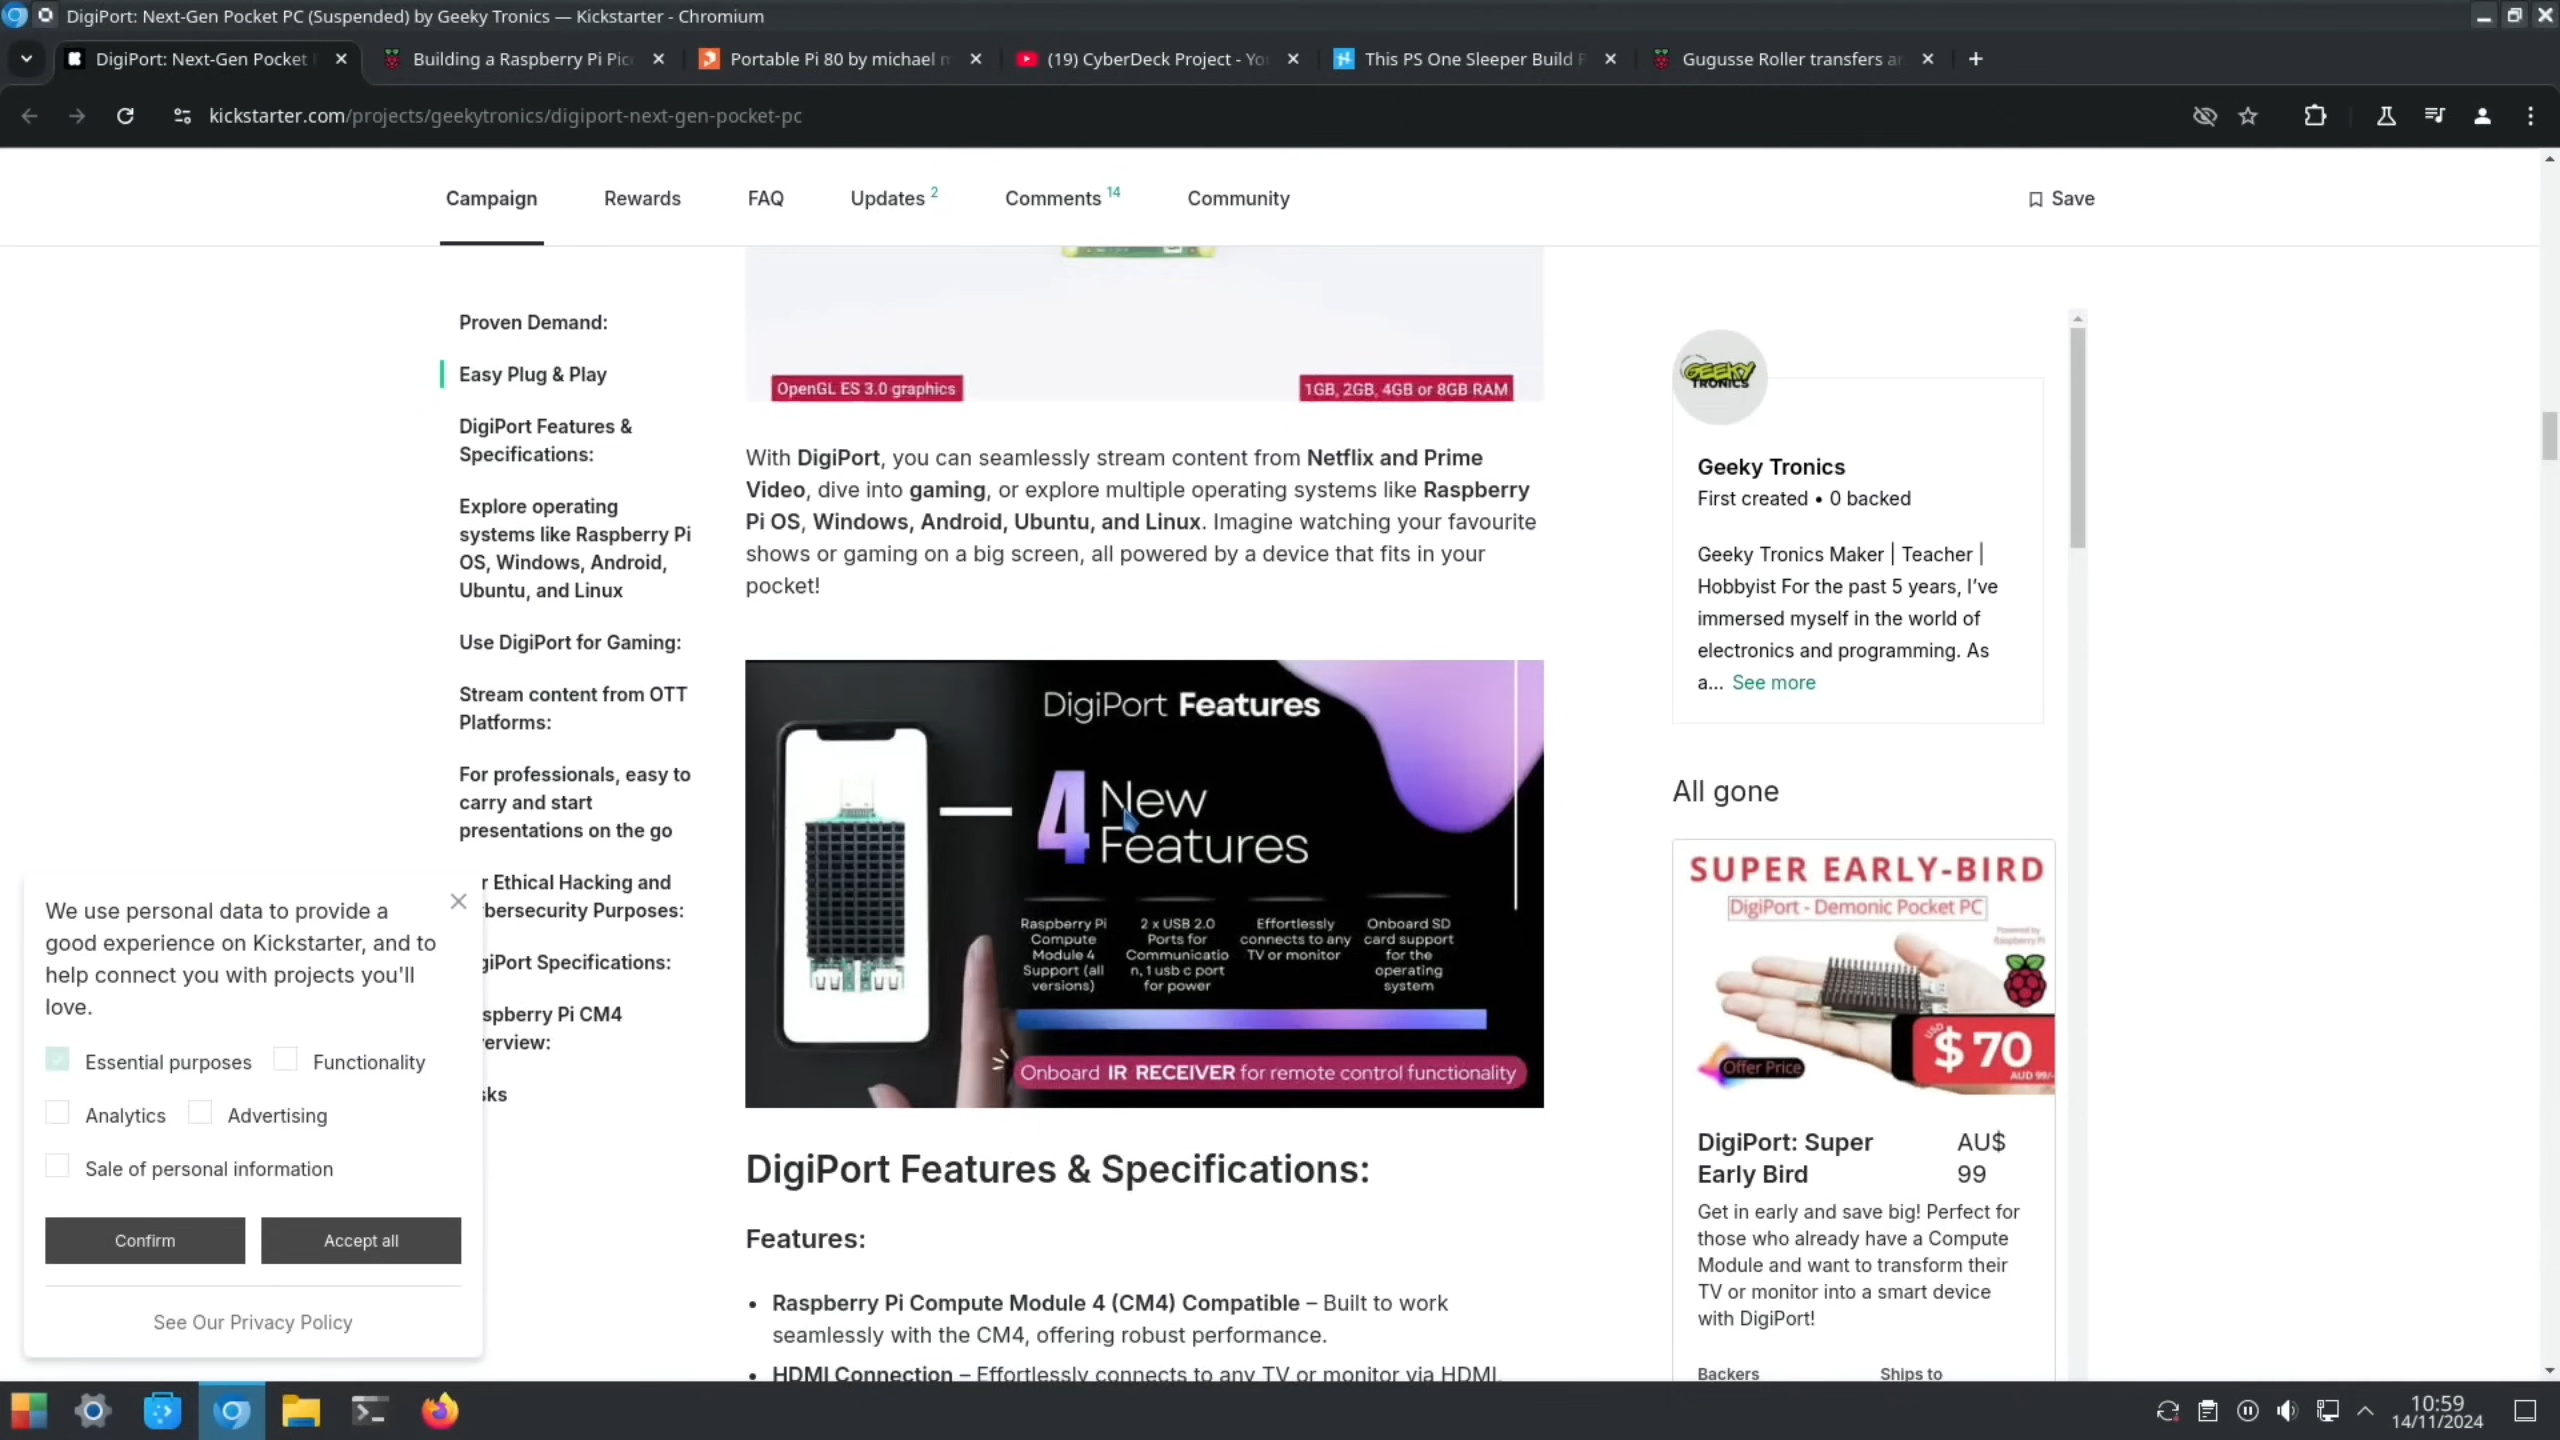 DigiPort: Next-Gen Pocket PC (Suspended) by Geeky Tronics — Kickstarter - Chromium
DigiPort: Next-Gen Pocket
Building a Raspberry Pi Pic
Portable Pi 80 by michael m
(19) CyberDeck Project - Yo
This PS One Sleeper Build
Gugusse Roller transfers a
kickstarter.com/projects/geekytronics/digiport-next-gen-pocket-pc
Campaign
Rewards
FAQ
Updates 2
Comments 14
Community
Save
Proven Demand:
Easy Plug & Play
DigiPort Features &
Specifications:
Explore operating
systems like Raspberry Pi
OS, Windows, Android,
Ubuntu, and Linux
Use DigiPort for Gaming:
Stream content from OTT
Platforms:
For professionals, easy to
carry and start
presentations on the go
r Ethical Hacking and
bersecurity Purposes:
giPort Specifications:
spberry Pi CM4
erview:
sks
We use personal data to provide a
good experience on Kickstarter, and to
help connect you with projects you'll
love.
Essential purposes
Functionality
Analytics
Advertising
Sale of personal information
Confirm
Accept all
See Our Privacy Policy
OpenGL ES 3.0 graphics
1GB, 2GB, 4GB or 8GB RAM
With DigiPort, you can seamlessly stream content from Netflix and Prime
Video, dive into gaming, or explore multiple operating systems like Raspberry
Pi OS, Windows, Android, Ubuntu, and Linux. Imagine watching your favourite
shows or gaming on a big screen, all powered by a device that fits in your
pocket!
DigiPort Features
4 New
Features
Raspberry Pi
Compute
Module 4
Support (all
versions)
2 x USB 2.0
Ports for
Communicatio
n, 1 usb c port
for power
Effortlessly
connects to any
TV or monitor
Onboard SD
card support
for the
operating
system
Onboard IR RECEIVER for remote control functionality
DigiPort Features & Specifications:
Features:
• Raspberry Pi Compute Module 4 (CM4) Compatible – Built to work
seamlessly with the CM4, offering robust performance.
• HDMI Connection – Effortlessly connects to any TV or monitor via HDMI.
GEEKY
TRONICS
Geeky Tronics
First created • 0 backed
Geeky Tronics Maker | Teacher |
Hobbyist For the past 5 years, I've
immersed myself in the world of
electronics and programming. As
a... See more
All gone
SUPER EARLY-BIRD
DigiPort - Demonic Pocket PC
Powered by
Raspberry Pi
Offer Price
USD $ 70
AUD 99/-
DigiPort: Super
Early Bird
AU$
99
Get in early and save big! Perfect for
those who already have a Compute
Module and want to transform their
TV or monitor into a smart device
with DigiPort!
Backers
Ships to
10:59
14/11/2024